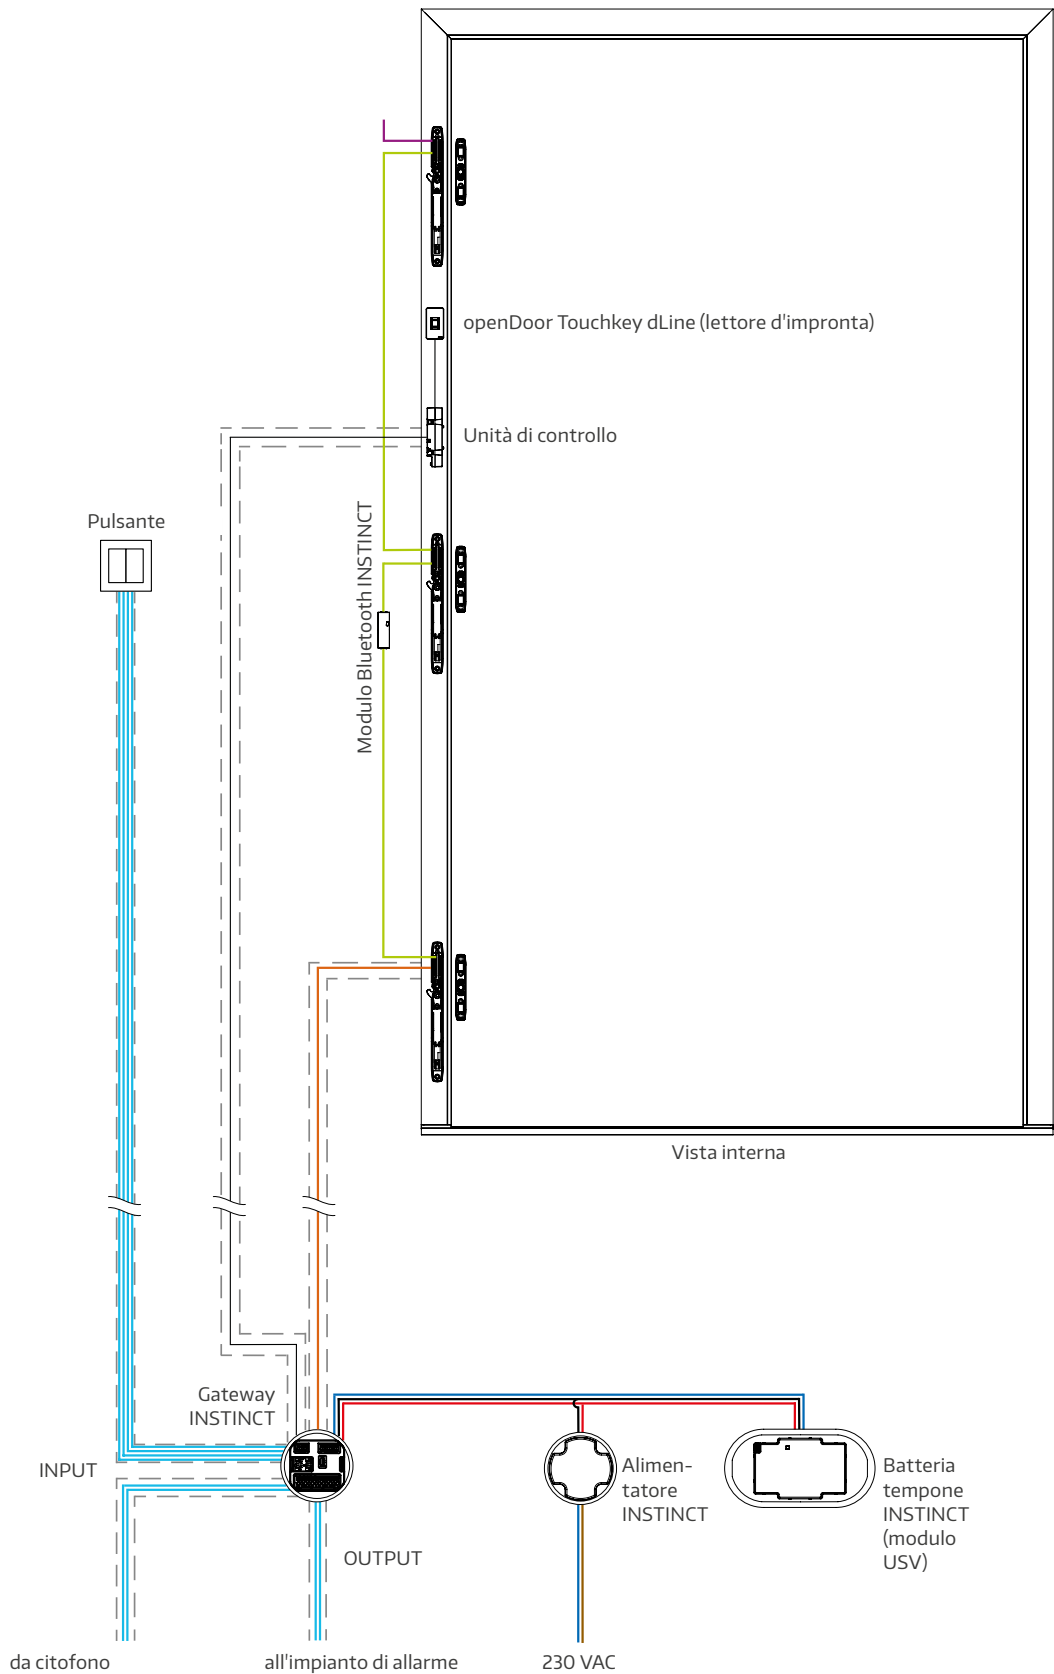 openDoor Touchkey dLine (lettore d'impronta)
Unità di controllo
Pulsante
Modulo Bluetooth INSTINCT
Vista interna
Gateway
INSTINCT
INPUT
Alimen-
tatore
INSTINCT
Batteria
tempone
INSTINCT
(modulo
USV)
OUTPUT
da citofono
all'impianto di allarme
230 VAC